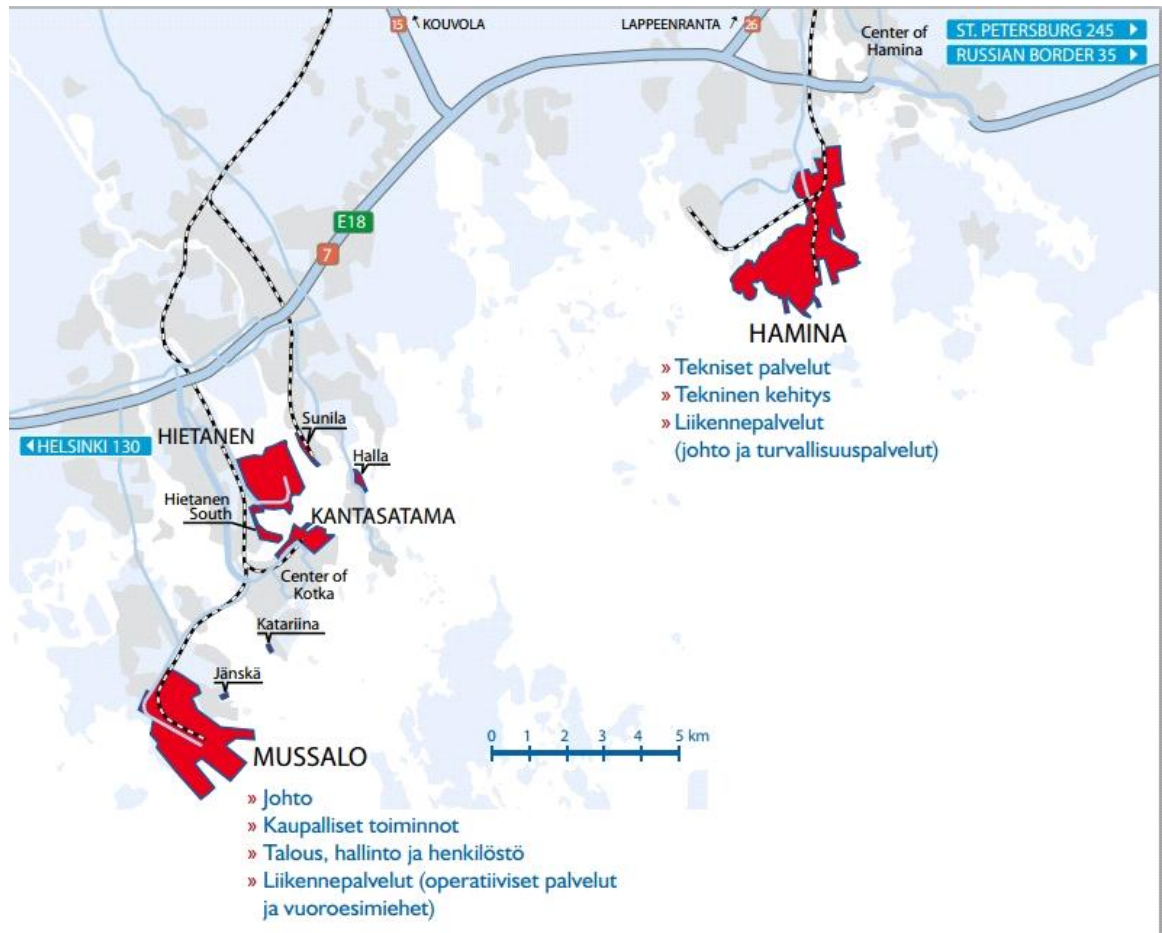 15 KOUVOLA
LAPPEENRANTA 26
Center of
Hamina
ST. PETERSBURG 245
RUSSIAN BORDER 35
E18
7
HAMINA
» Tekniset palvelut
» Tekninen kehitys
» Liikennepalvelut
(johto ja turvallisuuspalvelut)
HELSINKI 130
HIETANEN
Sunila
Halla
Hietanen
South
KANTASATAMA
Center of
Kotka
Katariina
Jänskä
0 1 2 3 4 5 km
MUSSALO
» Johto
» Kaupalliset toiminnot
» Talous, hallinto ja henkilöstö
» Liikennepalvelut (operatiiviset palvelut
ja vuoroesimiehet)